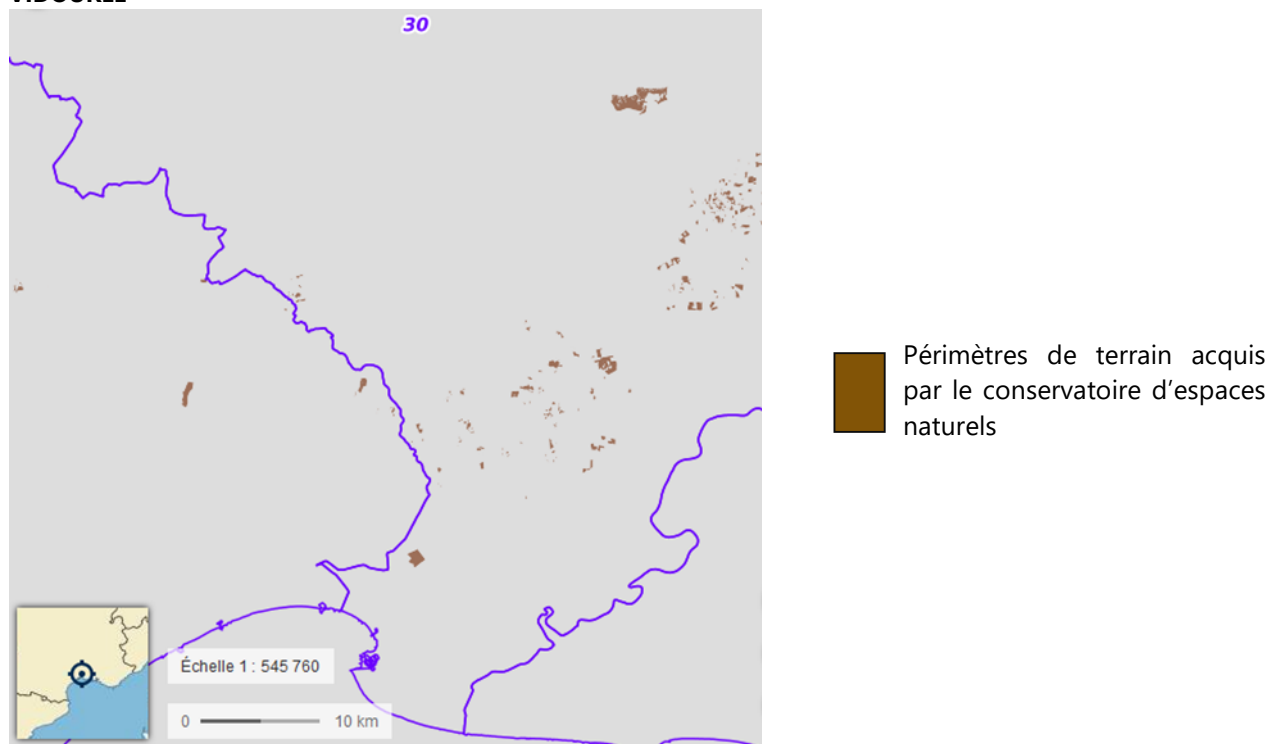 30
Échelle 1 : 545 760
0 10 km
Périmètres de terrain acquis
par le conservatoire d'espaces
naturels